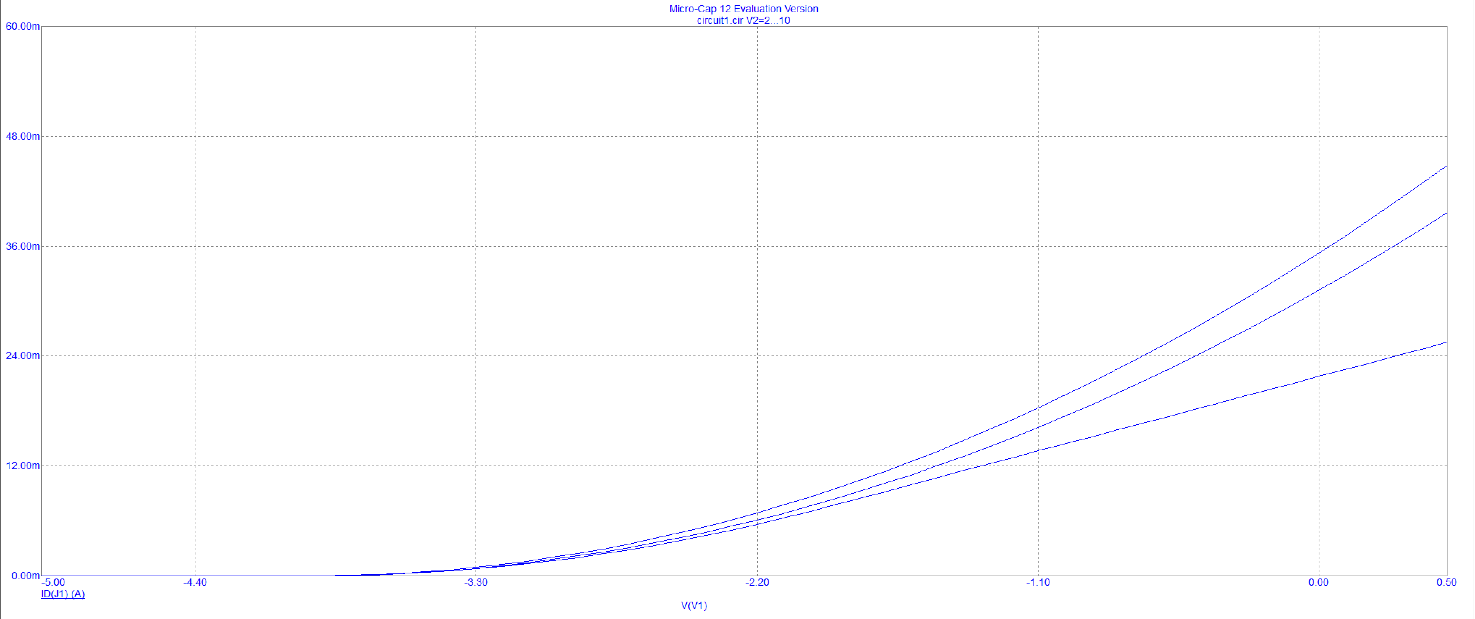 Micro-Cap 12 Evaluation Version
circuit1.cir V2=2...10
60.00m
48.00m
36.00m
24.00m
12.00m
0.00m
-5.00 -4.40 -3.30 -2.20 -1.10 0.00 0.50
ID(J1) (A)
V(V1)